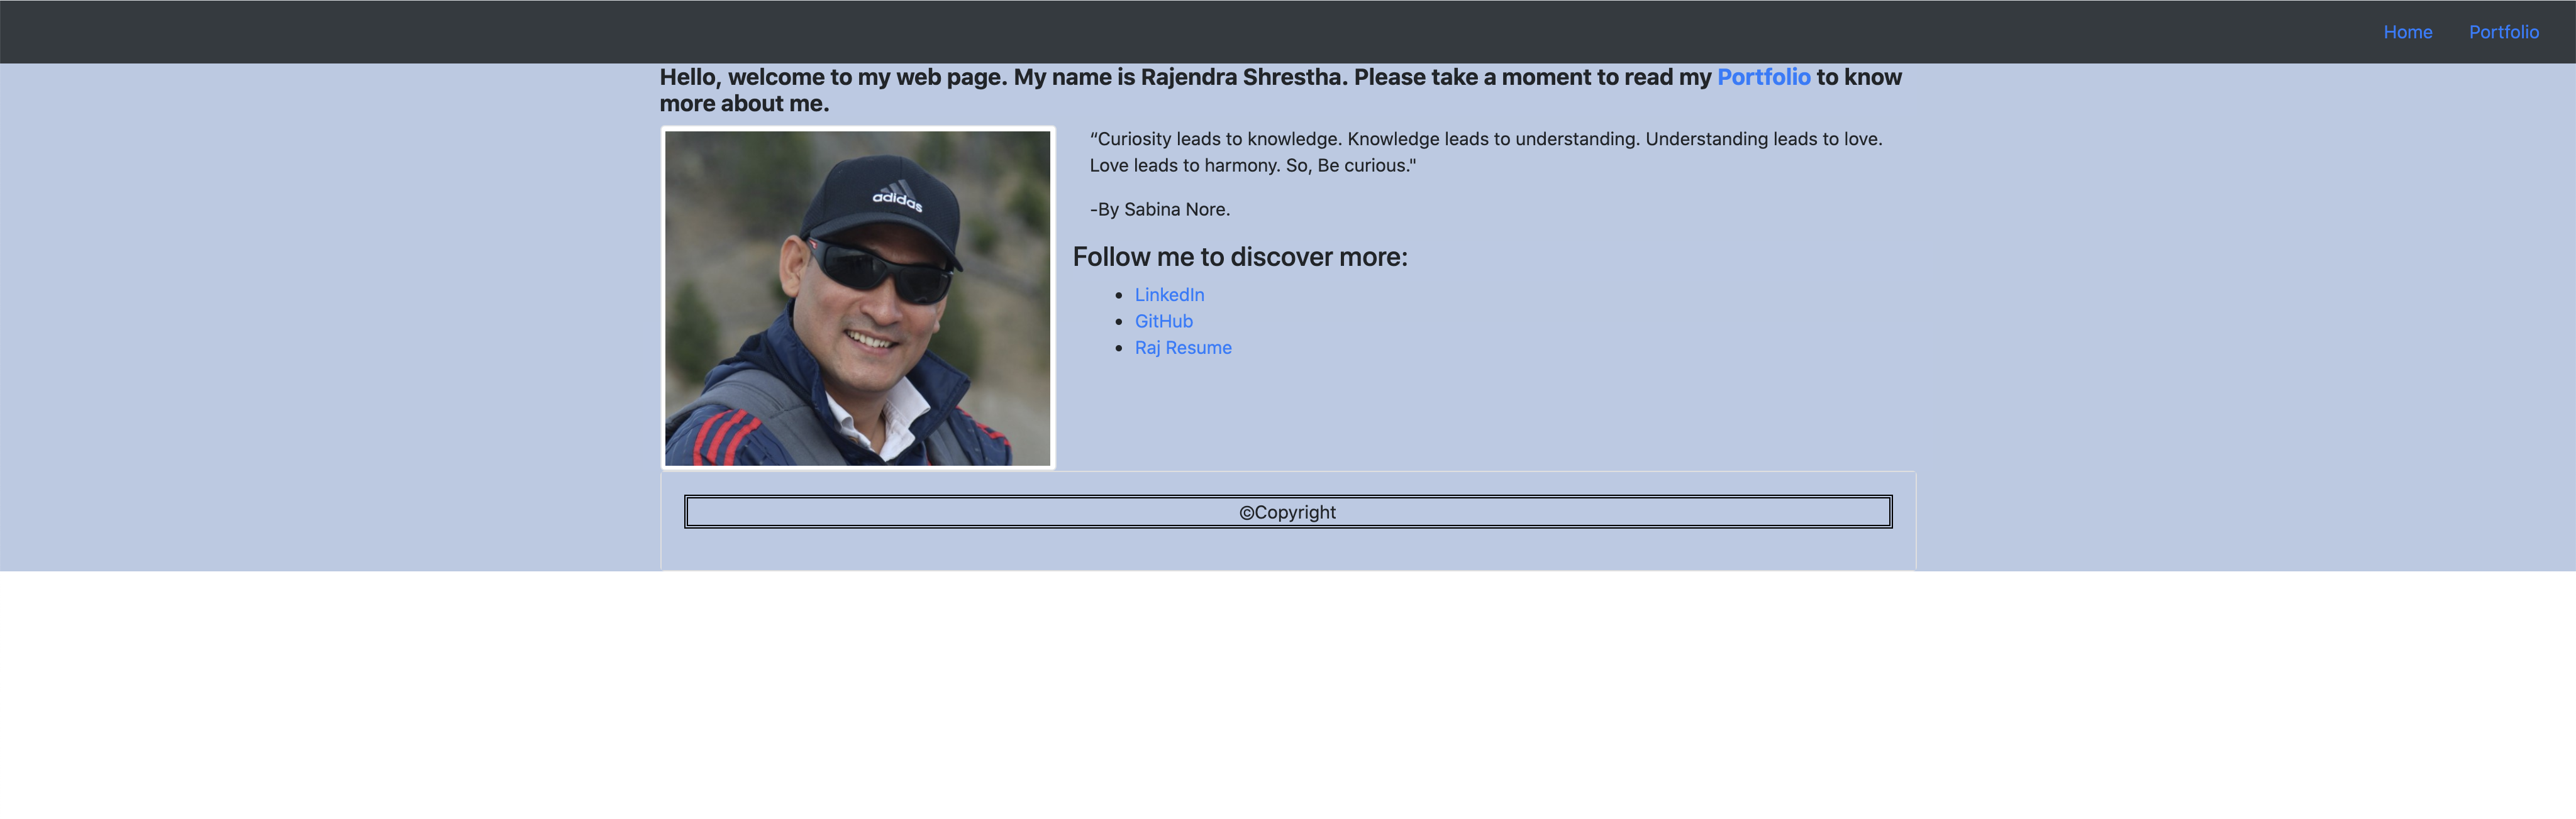 Home Portfolio
Hello, welcome to my web page. My name is Rajendra Shrestha. Please take a moment to read my Portfolio to know
more about me.
adidas
“Curiosity leads to knowledge. Knowledge leads to understanding. Understanding leads to love.
Love leads to harmony. So, Be curious."
-By Sabina Nore.
Follow me to discover more:
LinkedIn
GitHub
Raj Resume
©Copyright